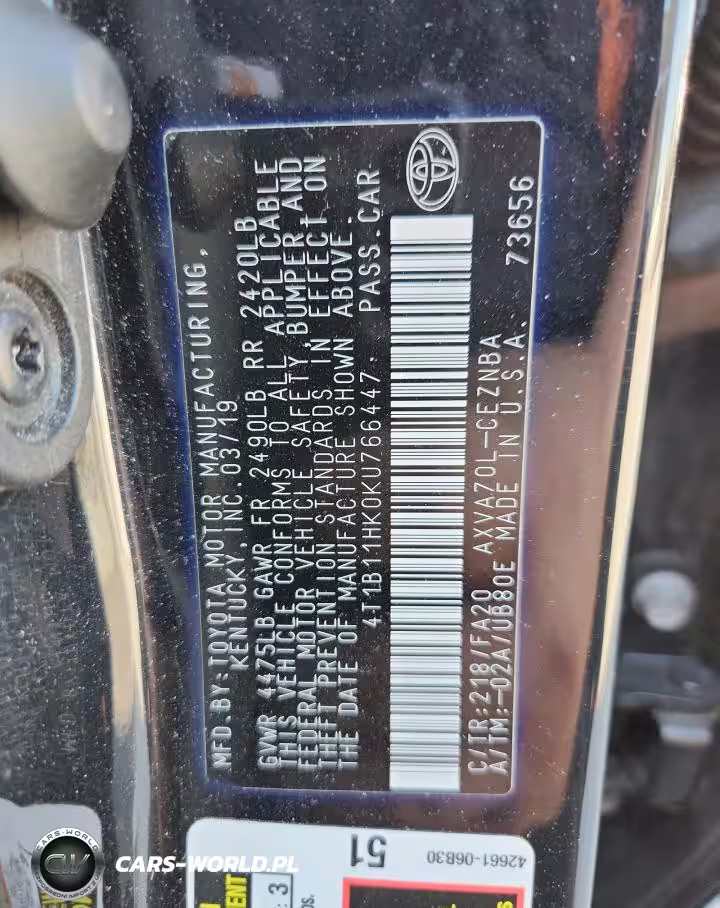 MFD.BY:TOYOTA MOTOR MANUFACTURING,
KENTUCKY, INC.03/19
GVWR 4475LB GAWR FR 2490LB RR 2420LB
THIS VEHICLE CONFORMS TO ALL APPLICABLE
FEDERAL MOTOR VEHICLE SAFETY,BUMPER AND
THEFT PREVENTION STANDARDS IN EFFECT ON
THE DATE OF MANUFACTURE SHOWN ABOVE.
4T1B11HK0KU766447. PASS.CAR
C/TR:218/FA20 AXVA70L-CEZNBA 73656
A/TM:-02A/UB80E MADE IN U.S.A.
51
42661-06B30
CARS-WORLD
CW
CARS-WORLD.PL